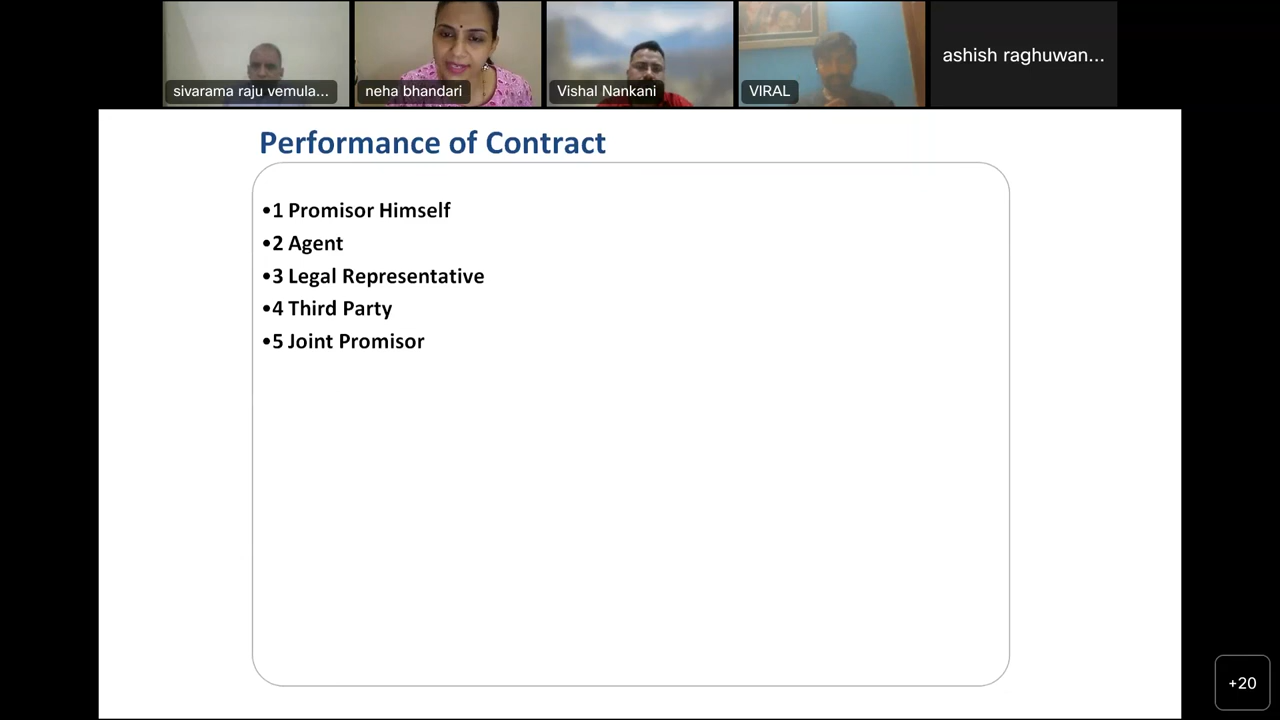 sivarama raju vemula...
neha bhandari
Vishal Nankani
VIRAL
ashish raghuwan...
Performance of Contract
•1 Promisor Himself
•2 Agent
•3 Legal Representative
•4 Third Party
•5 Joint Promisor
+20